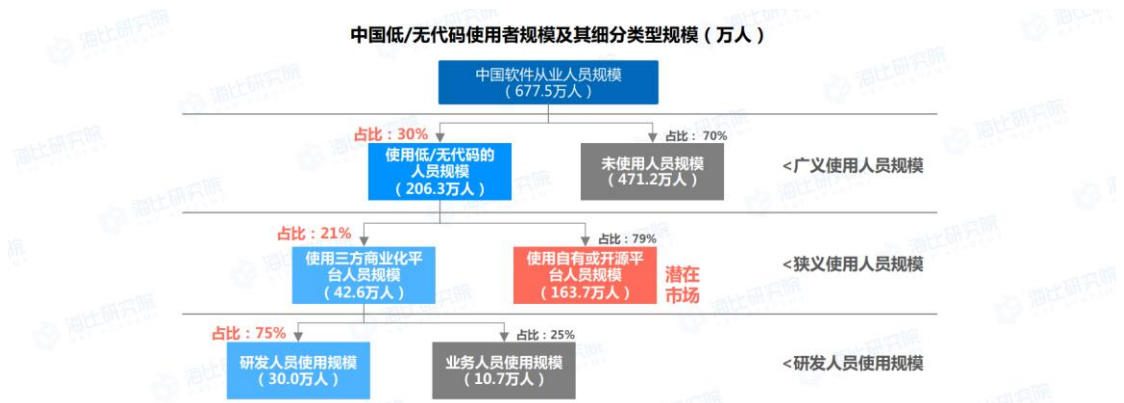 中国低/无代码使用者规模及其细分类型规模（万人）
中国软件从业人员规模
（677.5万人）
占比：30%
占比：70%
使用低/无代码的
人员规模
（206.3万人）
未使用人员规模
（471.2万人）
<广义使用人员规模
占比：21%
占比：79%
使用三方商业化平
台人员规模
（42.6万人）
使用自有或开源平
台人员规模
（163.7万人）
潜在
市场
<狭义使用人员规模
占比：75%
占比：25%
研发人员使用规模
（30.0万人）
业务人员使用规模
（10.7万人）
<研发人员使用规模
海比研究院